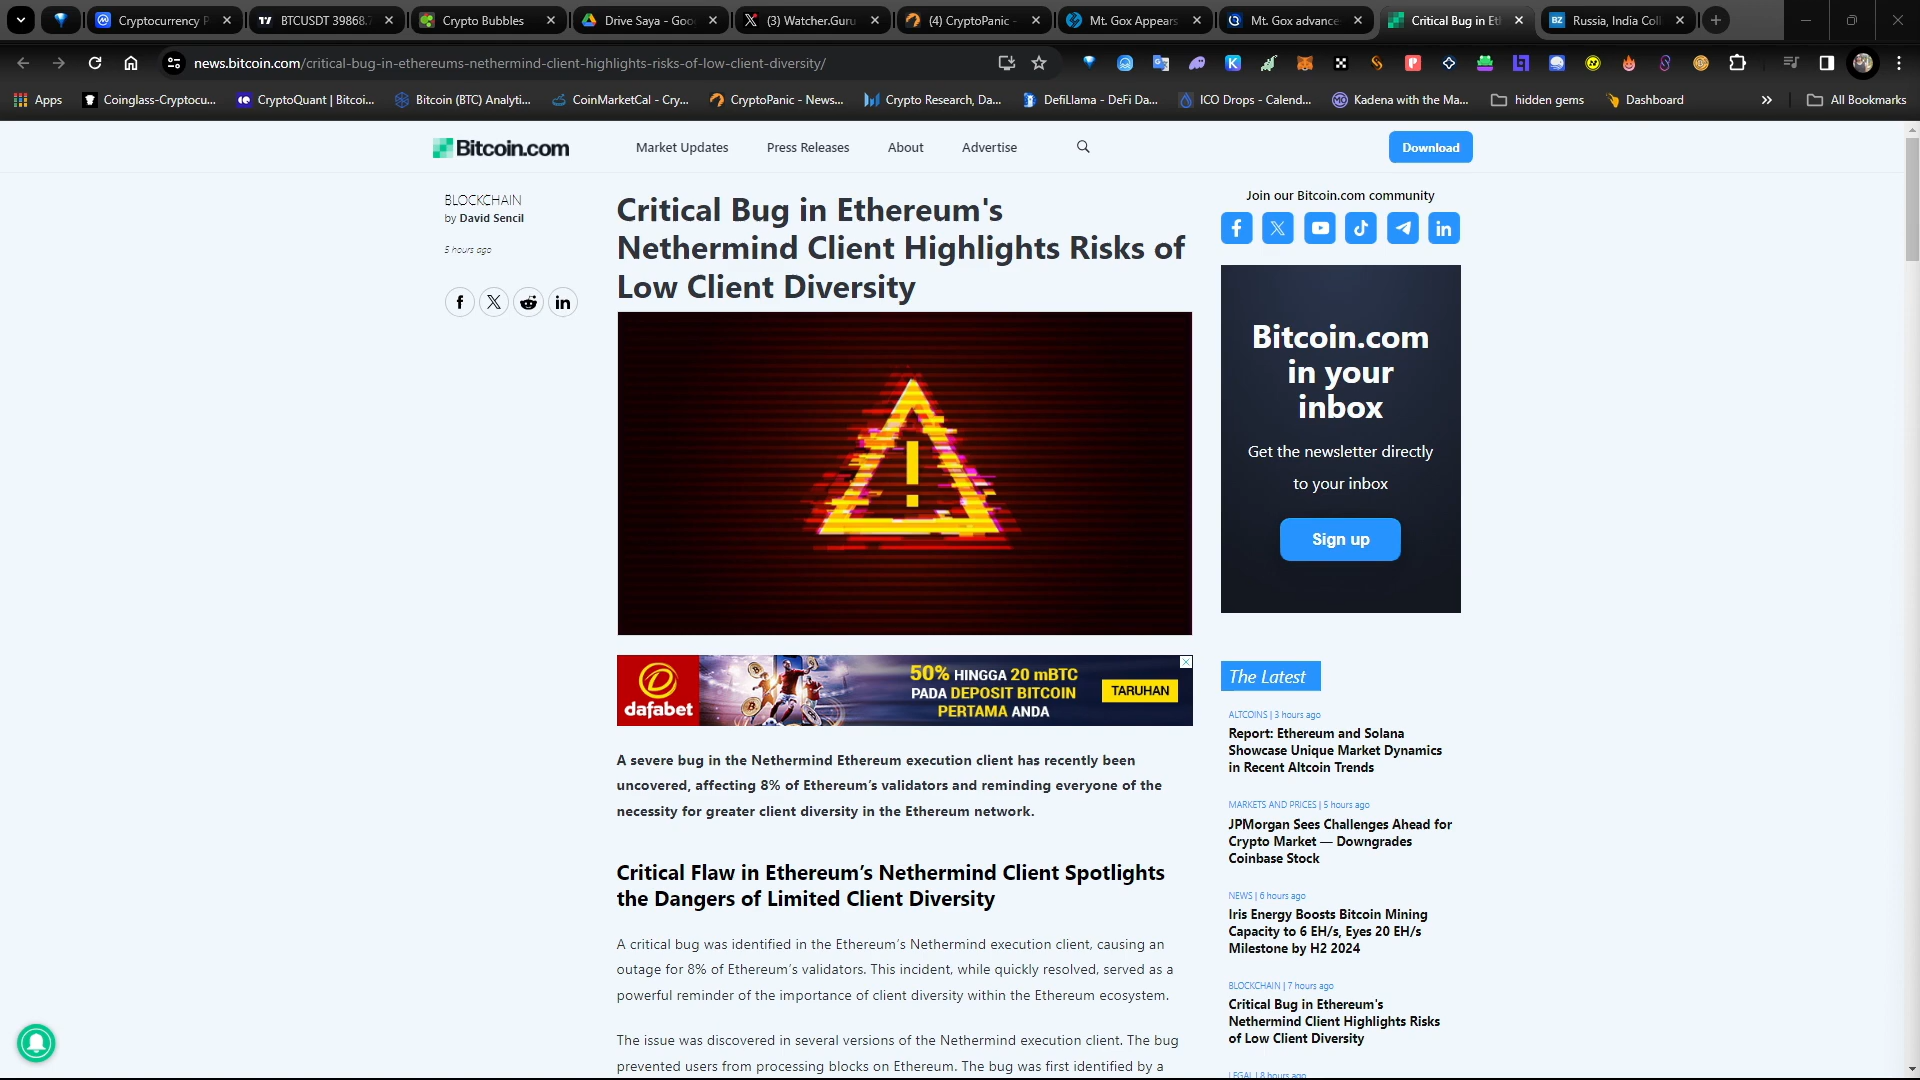 Cryptocurrency P
BTCUSDT 39868.
Crypto Bubbles
Drive Saya - Goo
(3) Watcher.Guru
(4) CryptoPanic -
Mt. Gox Appears
Mt. Gox advance
Critical Bug in Et
BZ
Russia, India Coll
news.bitcoin.com/critical-bug-in-ethereums-nethermind-client-highlights-risks-of-low-client-diversity/
Apps
Coinglass-Cryptocu...
CryptoQuant | Bitcoi...
Bitcoin (BTC) Analyti...
CoinMarketCal - Cry...
CryptoPanic - News...
Crypto Research, Da...
DefiLlama - DeFi Da...
ICO Drops - Calend...
Kadena with the Ma...
hidden gems
Dashboard
All Bookmarks
Bitcoin.com
Market Updates
Press Releases
About
Advertise
Download
BLOCKCHAIN
by David Sencil
5 hours ago
Critical Bug in Ethereum's
Nethermind Client Highlights Risks of
Low Client Diversity
dafabet
50% HINGGA 20 mBTC
PADA DEPOSIT BITCOIN
PERTAMA ANDA
TARUHAN
A severe bug in the Nethermind Ethereum execution client has recently been
uncovered, affecting 8% of Ethereum’s validators and reminding everyone of the
necessity for greater client diversity in the Ethereum network.
Critical Flaw in Ethereum’s Nethermind Client Spotlights
the Dangers of Limited Client Diversity
A critical bug was identified in the Ethereum’s Nethermind execution client, causing an
outage for 8% of Ethereum’s validators. This incident, while quickly resolved, served as a
powerful reminder of the importance of client diversity within the Ethereum ecosystem.
The issue was discovered in several versions of the Nethermind execution client. The bug
prevented users from processing blocks on Ethereum. The bug was first identified by a
Join our Bitcoin.com community
Bitcoin.com
in your
inbox
Get the newsletter directly
to your inbox
Sign up
The Latest
ALTCOINS | 3 hours ago
Report: Ethereum and Solana
Showcase Unique Market Dynamics
in Recent Altcoin Trends
MARKETS AND PRICES | 5 hours ago
JPMorgan Sees Challenges Ahead for
Crypto Market — Downgrades
Coinbase Stock
NEWS | 6 hours ago
Iris Energy Boosts Bitcoin Mining
Capacity to 6 EH/s, Eyes 20 EH/s
Milestone by H2 2024
BLOCKCHAIN | 7 hours ago
Critical Bug in Ethereum's
Nethermind Client Highlights Risks
of Low Client Diversity
LEGAL | 8 hours ago